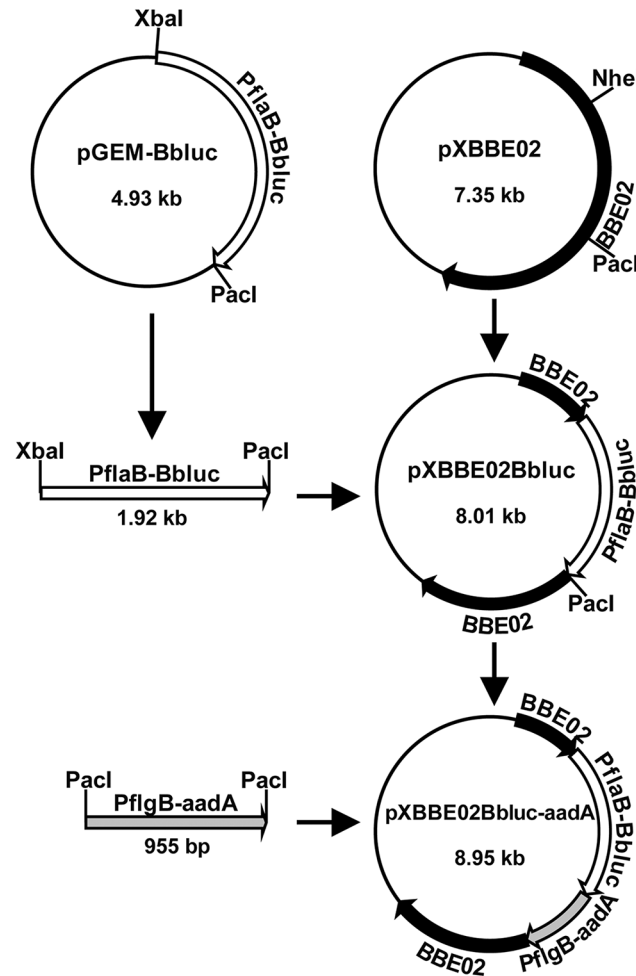 XbaI
PflaB-Bbluc
pGEM-Bbluc
4.93 kb
PacI
Nhe
pXBBE02
7.35 kb
BBE02
PacI
XbaI
PacI
PflaB-Bbluc
1.92 kb
BBE02
pXBBE02Bbluc
8.01 kb
PflaB-Bbluc
PacI
BBE02
PacI
PacI
PflgB-aadA
955 bp
BBE02
PflaB-Bbluc
pXBBE02Bbluc-aadA
8.95 kb
PflgB-aadA
BBE02